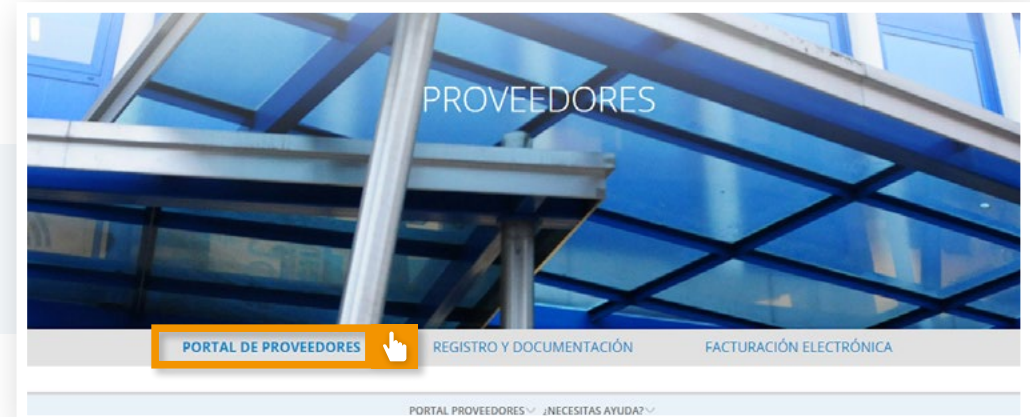 PROVEEDORES
PORTAL DE PROVEEDORES REGISTRO Y DOCUMENTACIÓN FACTURACIÓN ELECTRÓNICA
PORTAL PROVEEDORES ¿NECESITAS AYUDA?